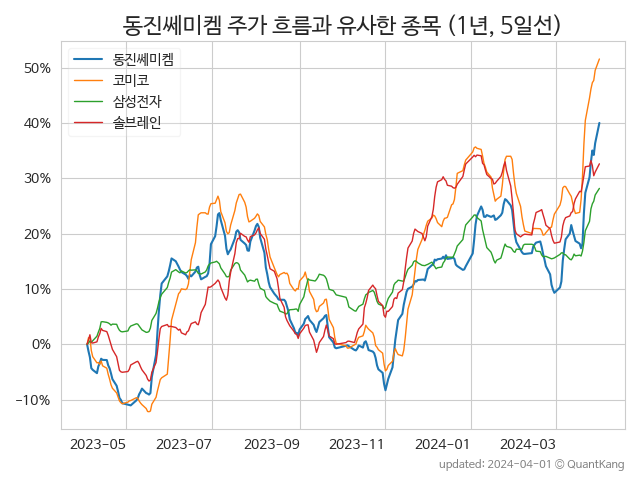 동진쎄미켐 주가 흐름과 유사한 종목 (1년, 5일선)
동진쎄미켐
코미코
삼성전자
솔브레인
50%
40%
30%
20%
10%
0%
−10%
2023-05
2023-07
2023-09
2023-11
2024-01
2024-03
updated: 2024-04-01 © QuantKang